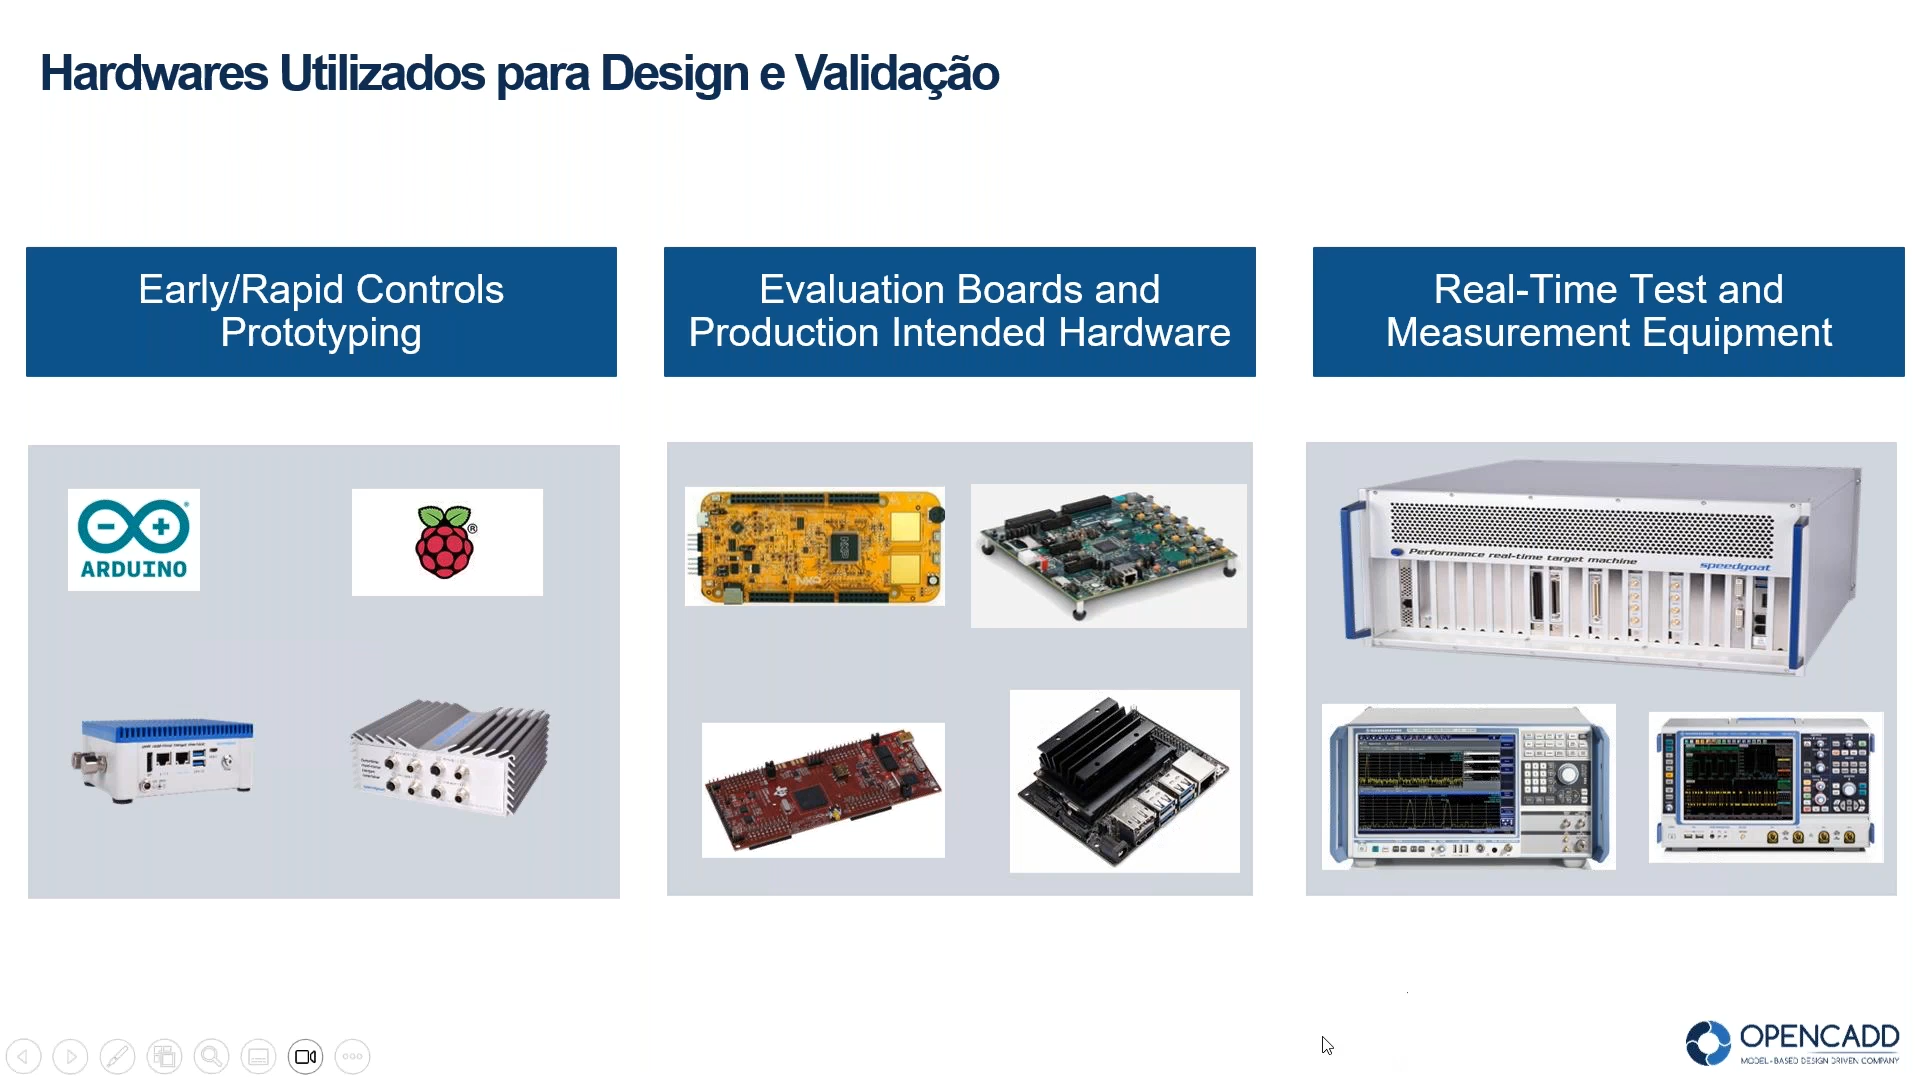 Hardwares Utilizados para Design e Validação
Early/Rapid Controls
Prototyping
Evaluation Boards and
Production Intended Hardware
Real-Time Test and
Measurement Equipment
ARDUINO
®
NXP
Performance real-time target machine
speedgoat
OPENCADD
MODEL-BASED DESIGN DRIVEN COMPANY